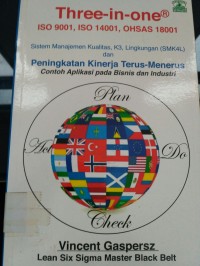 Three-in-one®
ISO 9001, ISO 14001, OHSAS 18001
Sistem Manajemen Kualitas, K3, Lingkungan (SMK4L)
dan
Peningkatan Kinerja Terus-Menerus
Contoh Aplikasi pada Bisnis dan Industri
Plan
Act
Do
Check
Vincent Gaspersz
Lean Six Sigma Master Black Belt